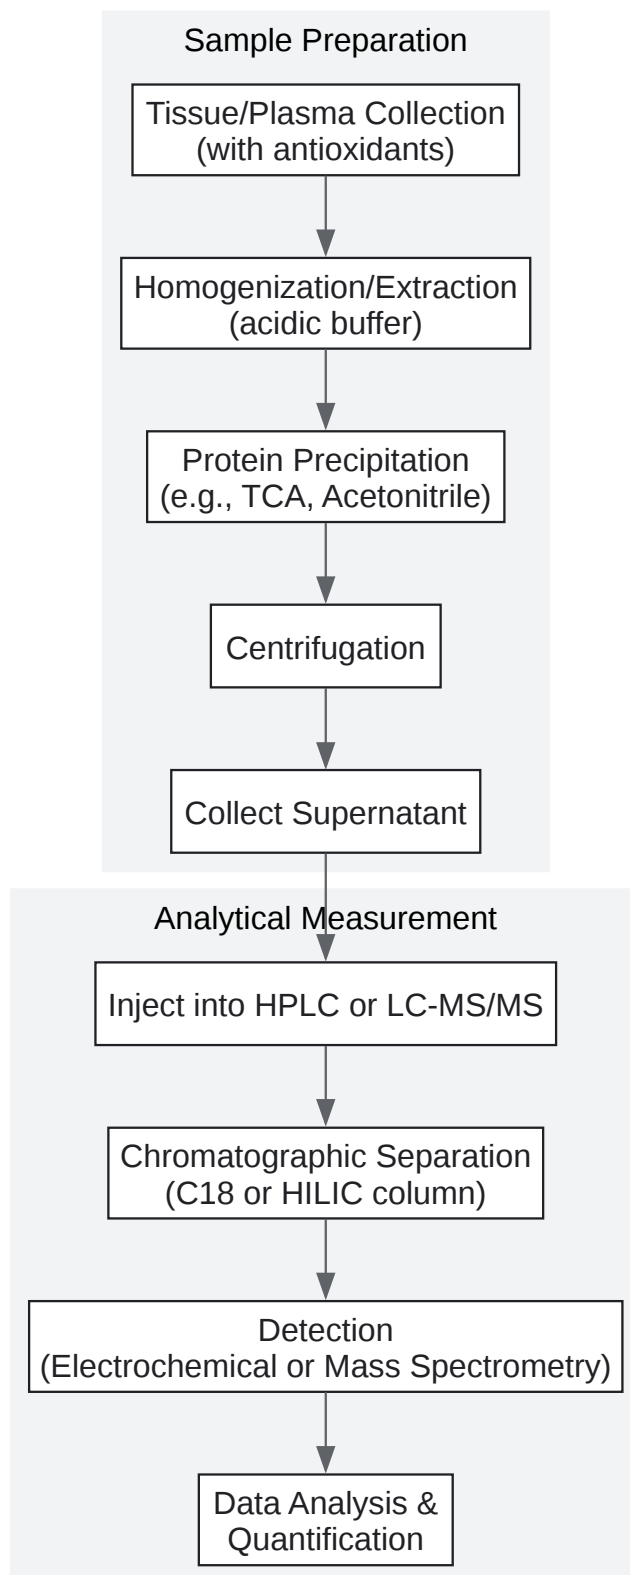 Sample Preparation
Tissue/Plasma Collection
(with antioxidants)
Homogenization/Extraction
(acidic buffer)
Protein Precipitation
(e.g., TCA, Acetonitrile)
Centrifugation
Collect Supernatant
Analytical Measurement
Inject into HPLC or LC-MS/MS
Chromatographic Separation
(C18 or HILIC column)
Detection
(Electrochemical or Mass Spectrometry)
Data Analysis &
Quantification